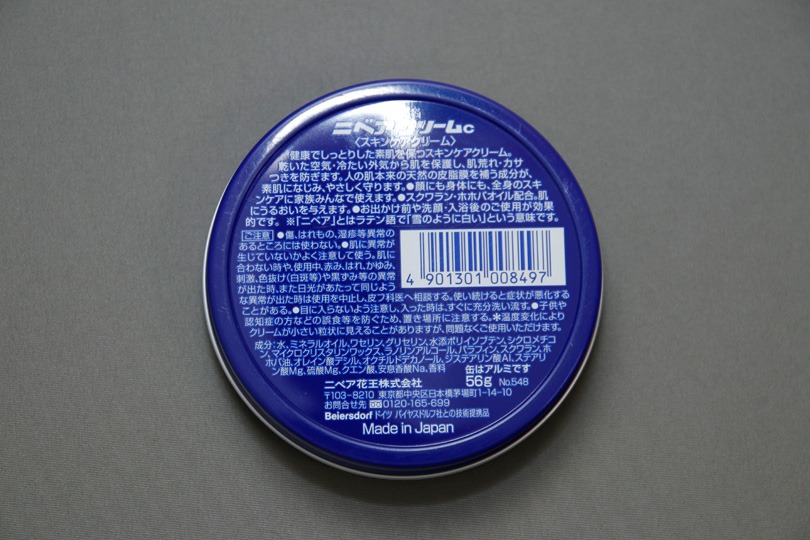 ニベアクリームc
〈スキンケアクリーム〉
健康でしっとりした素肌を保つスキンケアクリーム。
乾いた空気・冷たい外気から肌を保護し、肌荒れ・カサ
つきを防ぎます。人の肌本来の天然の皮脂膜を補う成分が、
素肌になじみ、やさしく守ります。●顔にも身体にも、全身のスキ
ンケアに家族みんなで使えます。●スクワラン・ホホバオイル配合。肌
にうるおいを与えます。●お出かけ前や洗顔・入浴後のご使用が効果
的です。※「ニベア」とはラテン語で「雪のように白い」という意味です。
ご注意 ●傷、はれもの、湿疹等異常の
あるところには使わない。●肌に異常が
生じていないかよく注意して使う。肌に
合わない時や、使用中、赤み、はれ、かゆみ、
刺激、色抜け(白斑等)や黒ずみ等の異常
が出た時、また日光があたって同じよう
な異常が出た時は使用を中止し、皮フ科医へ相談する。使い続けると症状が悪化する
ことがある。●目に入らないよう注意し、入った時は、すぐに充分洗い流す。●子供や
認知症の方などの誤食等を防ぐため、置き場所に注意する。＊温度変化により
クリームが小さい粒状に見えることがありますが、問題なくご使用いただけます。
4 901301 008497
成分:水、ミネラルオイル、ワセリン、グリセリン、水添ポリイソブテン、シクロメチコ
ン、マイクロクリスタリンワックス、ラノリンアルコール、パラフィン、スクワラン、ホ
ホバ油、オレイン酸デシル、オクチルドデカノール、ジステアリン酸Al、ステアリ
ン酸Mg、硫酸Mg、クエン酸、安息香酸Na、香料
缶はアルミです
ニベア花王株式会社 56g No.548
〒103-8210 東京都中央区日本橋茅場町1-14-10
お問合せ先 0120-165-699
Beiersdorf ドイツ バイヤスドルフ社との技術提携品
Made in Japan